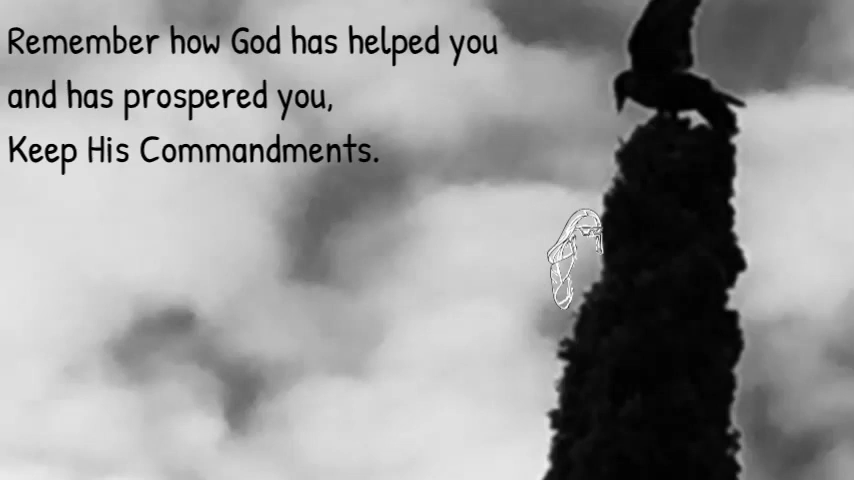 Remember how God has helped you
and has prospered you,
Keep His Commandments.